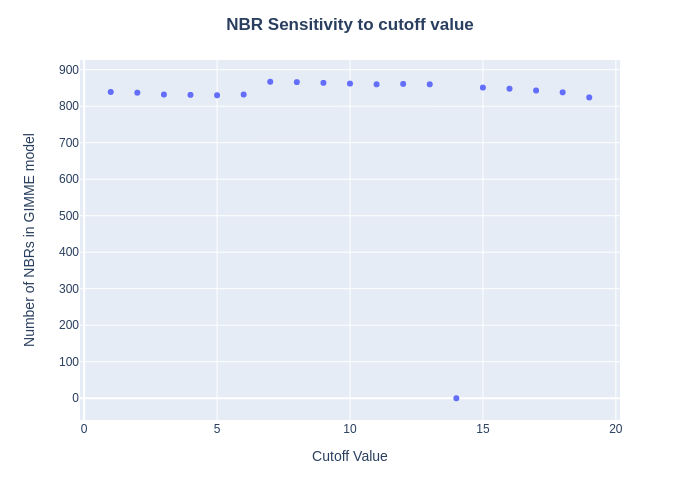 NBR Sensitivity to cutoff value
Number of NBRs in GIMME model
900
800
700
600
500
400
300
200
100
0
0 5 10 15 20
Cutoff Value